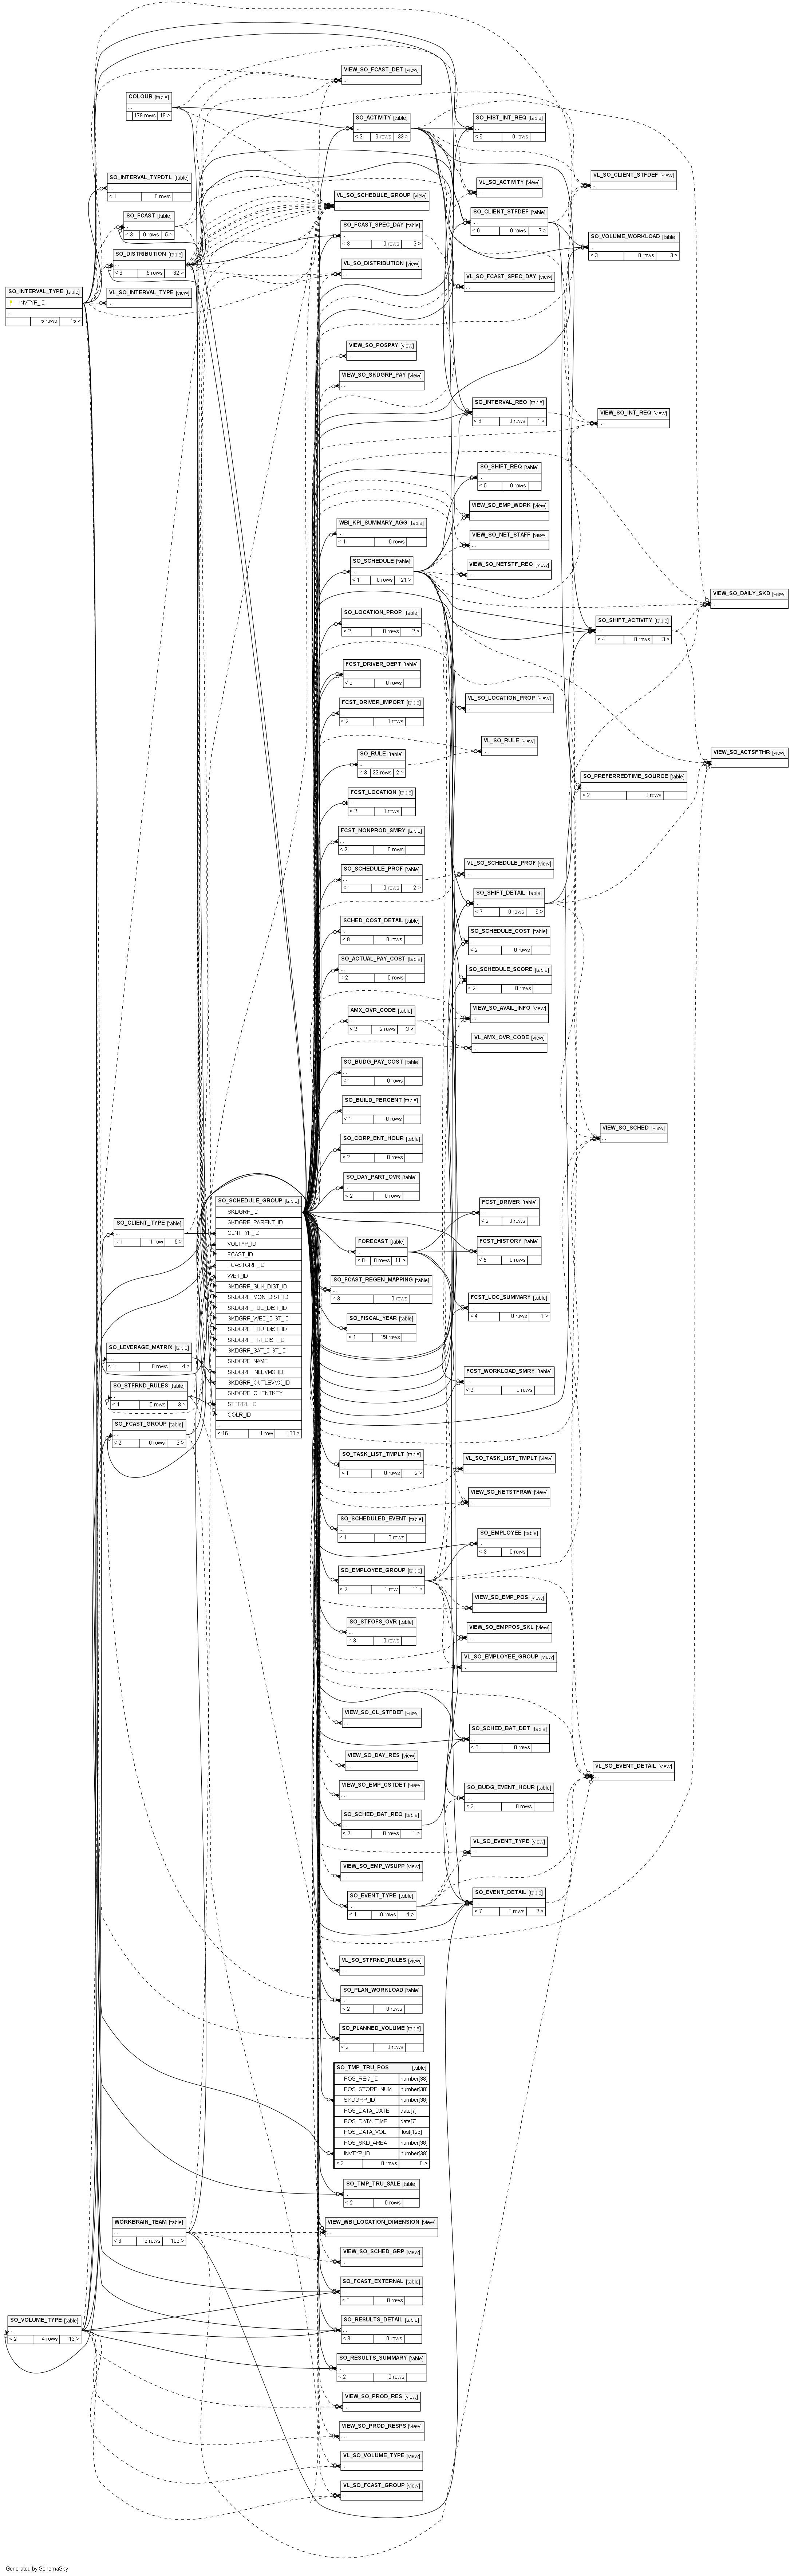 VIEW_SO_FCAST_DET [view]
...
COLOUR [table]
...
179 rows 18 >
SO_ACTIVITY [table]
...
< 3 6 rows 33 >
SO_HIST_INT_REQ [table]
...
< 6 0 rows
SO_INTERVAL_TYPDTL [table]
...
< 1 0 rows
VL_SO_CLIENT_STFDEF [view]
...
VL_SO_ACTIVITY [view]
...
VL_SO_SCHEDULE_GROUP [view]
...
SO_FCAST [table]
...
< 3 0 rows 5 >
SO_CLIENT_STFDEF [table]
...
< 6 0 rows 7 >
SO_FCAST_SPEC_DAY [table]
...
< 3 0 rows 2 >
SO_VOLUME_WORKLOAD [table]
...
< 3 0 rows 3 >
SO_DISTRIBUTION [table]
...
< 3 5 rows 32 >
VL_SO_DISTRIBUTION [view]
...
VL_SO_FCAST_SPEC_DAY [view]
...
SO_INTERVAL_TYPE [table]
INVTYP_ID
...
5 rows 15 >
VL_SO_INTERVAL_TYPE [view]
...
VIEW_SO_POSPAY [view]
...
VIEW_SO_SKDGRP_PAY [view]
...
SO_INTERVAL_REQ [table]
...
< 6 0 rows 1 >
VIEW_SO_INT_REQ [view]
...
SO_SHIFT_REQ [table]
...
< 5 0 rows
VIEW_SO_EMP_WORK [view]
...
WBI_KPI_SUMMARY_AGG [table]
...
< 1 0 rows
VIEW_SO_NET_STAFF [view]
...
SO_SCHEDULE [table]
...
< 1 0 rows 21 >
VIEW_SO_NETSTF_REQ [view]
...
VIEW_SO_DAILY_SKD [view]
...
SO_LOCATION_PROP [table]
...
< 2 0 rows 2 >
SO_SHIFT_ACTIVITY [table]
...
< 4 0 rows 3 >
FCST_DRIVER_DEPT [table]
...
< 2 0 rows
VL_SO_LOCATION_PROP [view]
...
FCST_DRIVER_IMPORT [table]
...
< 2 0 rows
VL_SO_RULE [view]
...
SO_RULE [table]
...
< 3 33 rows 2 >
VIEW_SO_ACTSFTHR [view]
...
SO_PREFERREDTIME_SOURCE [table]
...
< 2 0 rows
FCST_LOCATION [table]
...
< 2 0 rows
FCST_NONPROD_SMRY [table]
...
< 2 0 rows
SO_SCHEDULE_PROF [table]
...
< 1 0 rows 2 >
VL_SO_SCHEDULE_PROF [view]
...
SO_SHIFT_DETAIL [table]
...
< 7 0 rows 6 >
SCHED_COST_DETAIL [table]
...
< 8 0 rows
SO_SCHEDULE_COST [table]
...
< 2 0 rows
SO_ACTUAL_PAY_COST [table]
...
< 2 0 rows
SO_SCHEDULE_SCORE [table]
...
< 2 0 rows
AMX_OVR_CODE [table]
...
< 2 2 rows 3 >
VIEW_SO_AVAIL_INFO [view]
...
VL_AMX_OVR_CODE [view]
...
SO_BUDG_PAY_COST [table]
...
< 1 0 rows
SO_BUILD_PERCENT [table]
...
< 1 0 rows
VIEW_SO_SCHED [view]
...
SO_CORP_ENT_HOUR [table]
...
< 2 0 rows
SO_DAY_PART_OVR [table]
...
< 2 0 rows
SO_CLIENT_TYPE [table]
...
< 1 1 row 5 >
SO_SCHEDULE_GROUP [table]
SKDGRP_ID
SKDGRP_PARENT_ID
CLNTTYP_ID
VOLTYP_ID
FCAST_ID
FCASTGRP_ID
WBT_ID
SKDGRP_SUN_DIST_ID
SKDGRP_MON_DIST_ID
SKDGRP_TUE_DIST_ID
SKDGRP_WED_DIST_ID
SKDGRP_THU_DIST_ID
SKDGRP_FRI_DIST_ID
SKDGRP_SAT_DIST_ID
SKDGRP_NAME
SKDGRP_INLEVMX_ID
SKDGRP_OUTLEVMX_ID
SKDGRP_CLIENTKEY
STFRRL_ID
COLR_ID
...
< 16 1 row 100 >
FCST_DRIVER [table]
...
< 2 0 rows
FORECAST [table]
...
< 8 0 rows 11 >
FCST_HISTORY [table]
...
< 5 0 rows
SO_FCAST_REGEN_MAPPING [table]
...
< 3 0 rows
FCST_LOC_SUMMARY [table]
...
< 4 0 rows 1 >
SO_FISCAL_YEAR [table]
...
< 1 29 rows
SO_LEVERAGE_MATRIX [table]
...
< 1 0 rows 4 >
FCST_WORKLOAD_SMRY [table]
...
< 2 0 rows
SO_STFRND_RULES [table]
...
< 1 0 rows 3 >
SO_FCAST_GROUP [table]
...
< 2 0 rows 3 >
SO_TASK_LIST_TMPLT [table]
...
< 1 0 rows 2 >
VL_SO_TASK_LIST_TMPLT [view]
...
VIEW_SO_NETSTFRAW [view]
...
SO_SCHEDULED_EVENT [table]
...
< 1 0 rows
SO_EMPLOYEE [table]
...
< 3 0 rows
SO_EMPLOYEE_GROUP [table]
...
< 2 1 row 11 >
VIEW_SO_EMP_POS [view]
...
SO_STFOFS_OVR [table]
...
< 3 0 rows
VIEW_SO_EMPPOS_SKL [view]
...
VL_SO_EMPLOYEE_GROUP [view]
...
VIEW_SO_CL_STFDEF [view]
...
SO_SCHED_BAT_DET [table]
...
< 3 0 rows
VIEW_SO_DAY_RES [view]
...
VL_SO_EVENT_DETAIL [view]
...
VIEW_SO_EMP_CSTDET [view]
...
SO_BUDG_EVENT_HOUR [table]
...
< 2 0 rows
SO_SCHED_BAT_REQ [table]
...
< 2 0 rows 1 >
VL_SO_EVENT_TYPE [view]
...
VIEW_SO_EMP_WSUPP [view]
...
SO_EVENT_TYPE [table]
...
< 1 0 rows 4 >
SO_EVENT_DETAIL [table]
...
< 7 0 rows 2 >
VL_SO_STFRND_RULES [view]
...
SO_PLAN_WORKLOAD [table]
...
< 2 0 rows
SO_PLANNED_VOLUME [table]
...
< 2 0 rows
SO_TMP_TRU_POS [table]
POS_REQ_ID number[38]
POS_STORE_NUM number[38]
SKDGRP_ID number[38]
POS_DATA_DATE date[7]
POS_DATA_TIME date[7]
POS_DATA_VOL float[126]
POS_SKD_AREA number[38]
INVTYP_ID number[38]
< 2 0 rows 0 >
SO_TMP_TRU_SALE [table]
...
< 2 0 rows
WORKBRAIN_TEAM [table]
...
< 3 3 rows 109 >
VIEW_WBI_LOCATION_DIMENSION [view]
...
VIEW_SO_SCHED_GRP [view]
...
SO_FCAST_EXTERNAL [table]
...
< 3 0 rows
SO_VOLUME_TYPE [table]
...
< 2 4 rows 13 >
SO_RESULTS_DETAIL [table]
...
< 3 0 rows
SO_RESULTS_SUMMARY [table]
...
< 2 0 rows
VIEW_SO_PROD_RES [view]
...
VIEW_SO_PROD_RESPS [view]
...
VL_SO_VOLUME_TYPE [view]
...
VL_SO_FCAST_GROUP [view]
...
Generated by SchemaSpy